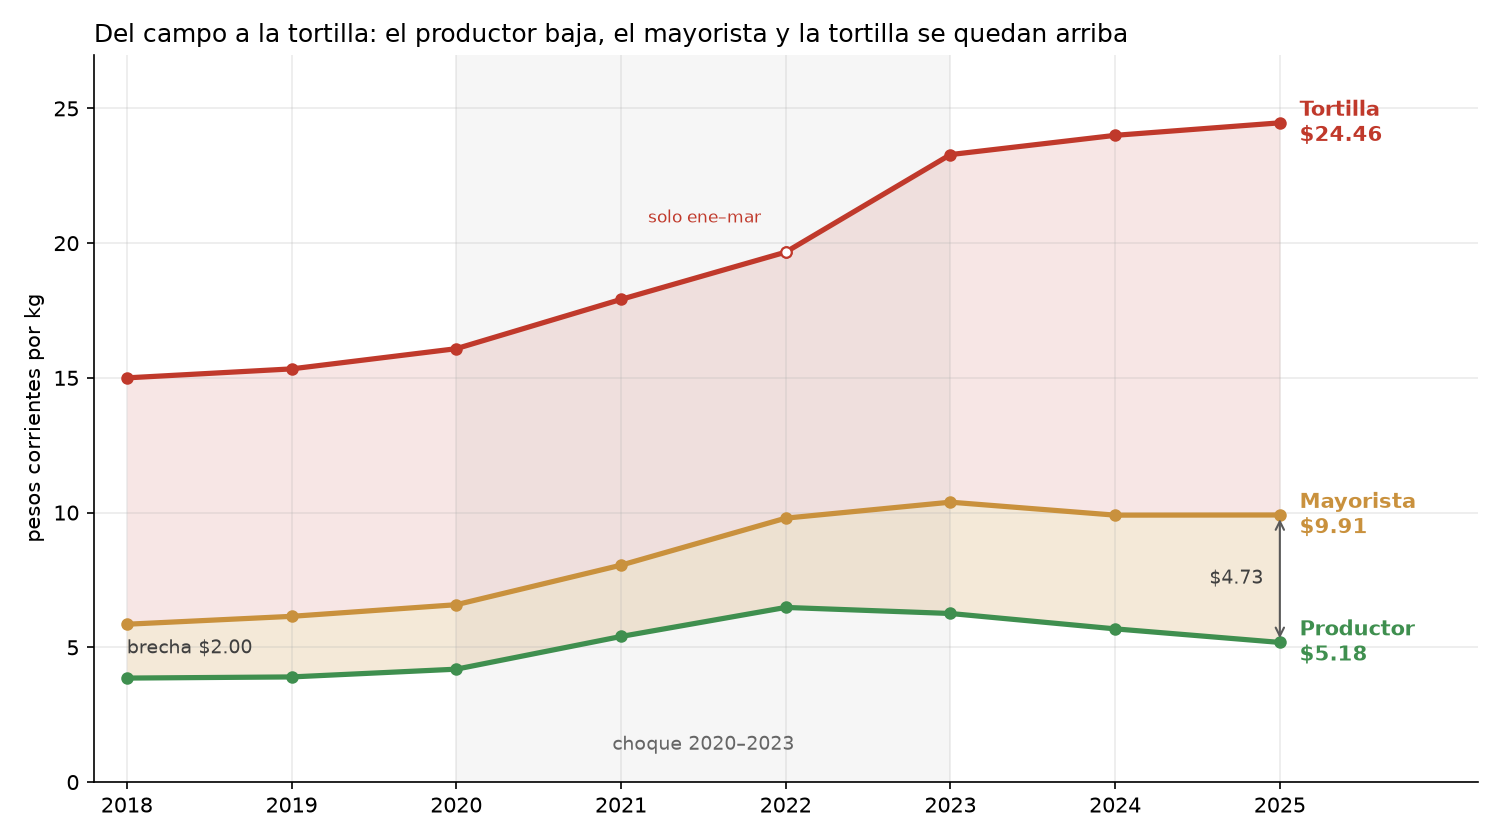 Del campo a la tortilla: el productor baja, el mayorista y la tortilla se quedan arriba
pesos corrientes por kg
25
20
15
10
5
0
Tortilla
$24.46
solo ene–mar
Mayorista
$9.91
$4.73
brecha $2.00
Productor
$5.18
choque 2020–2023
2018
2019
2020
2021
2022
2023
2024
2025